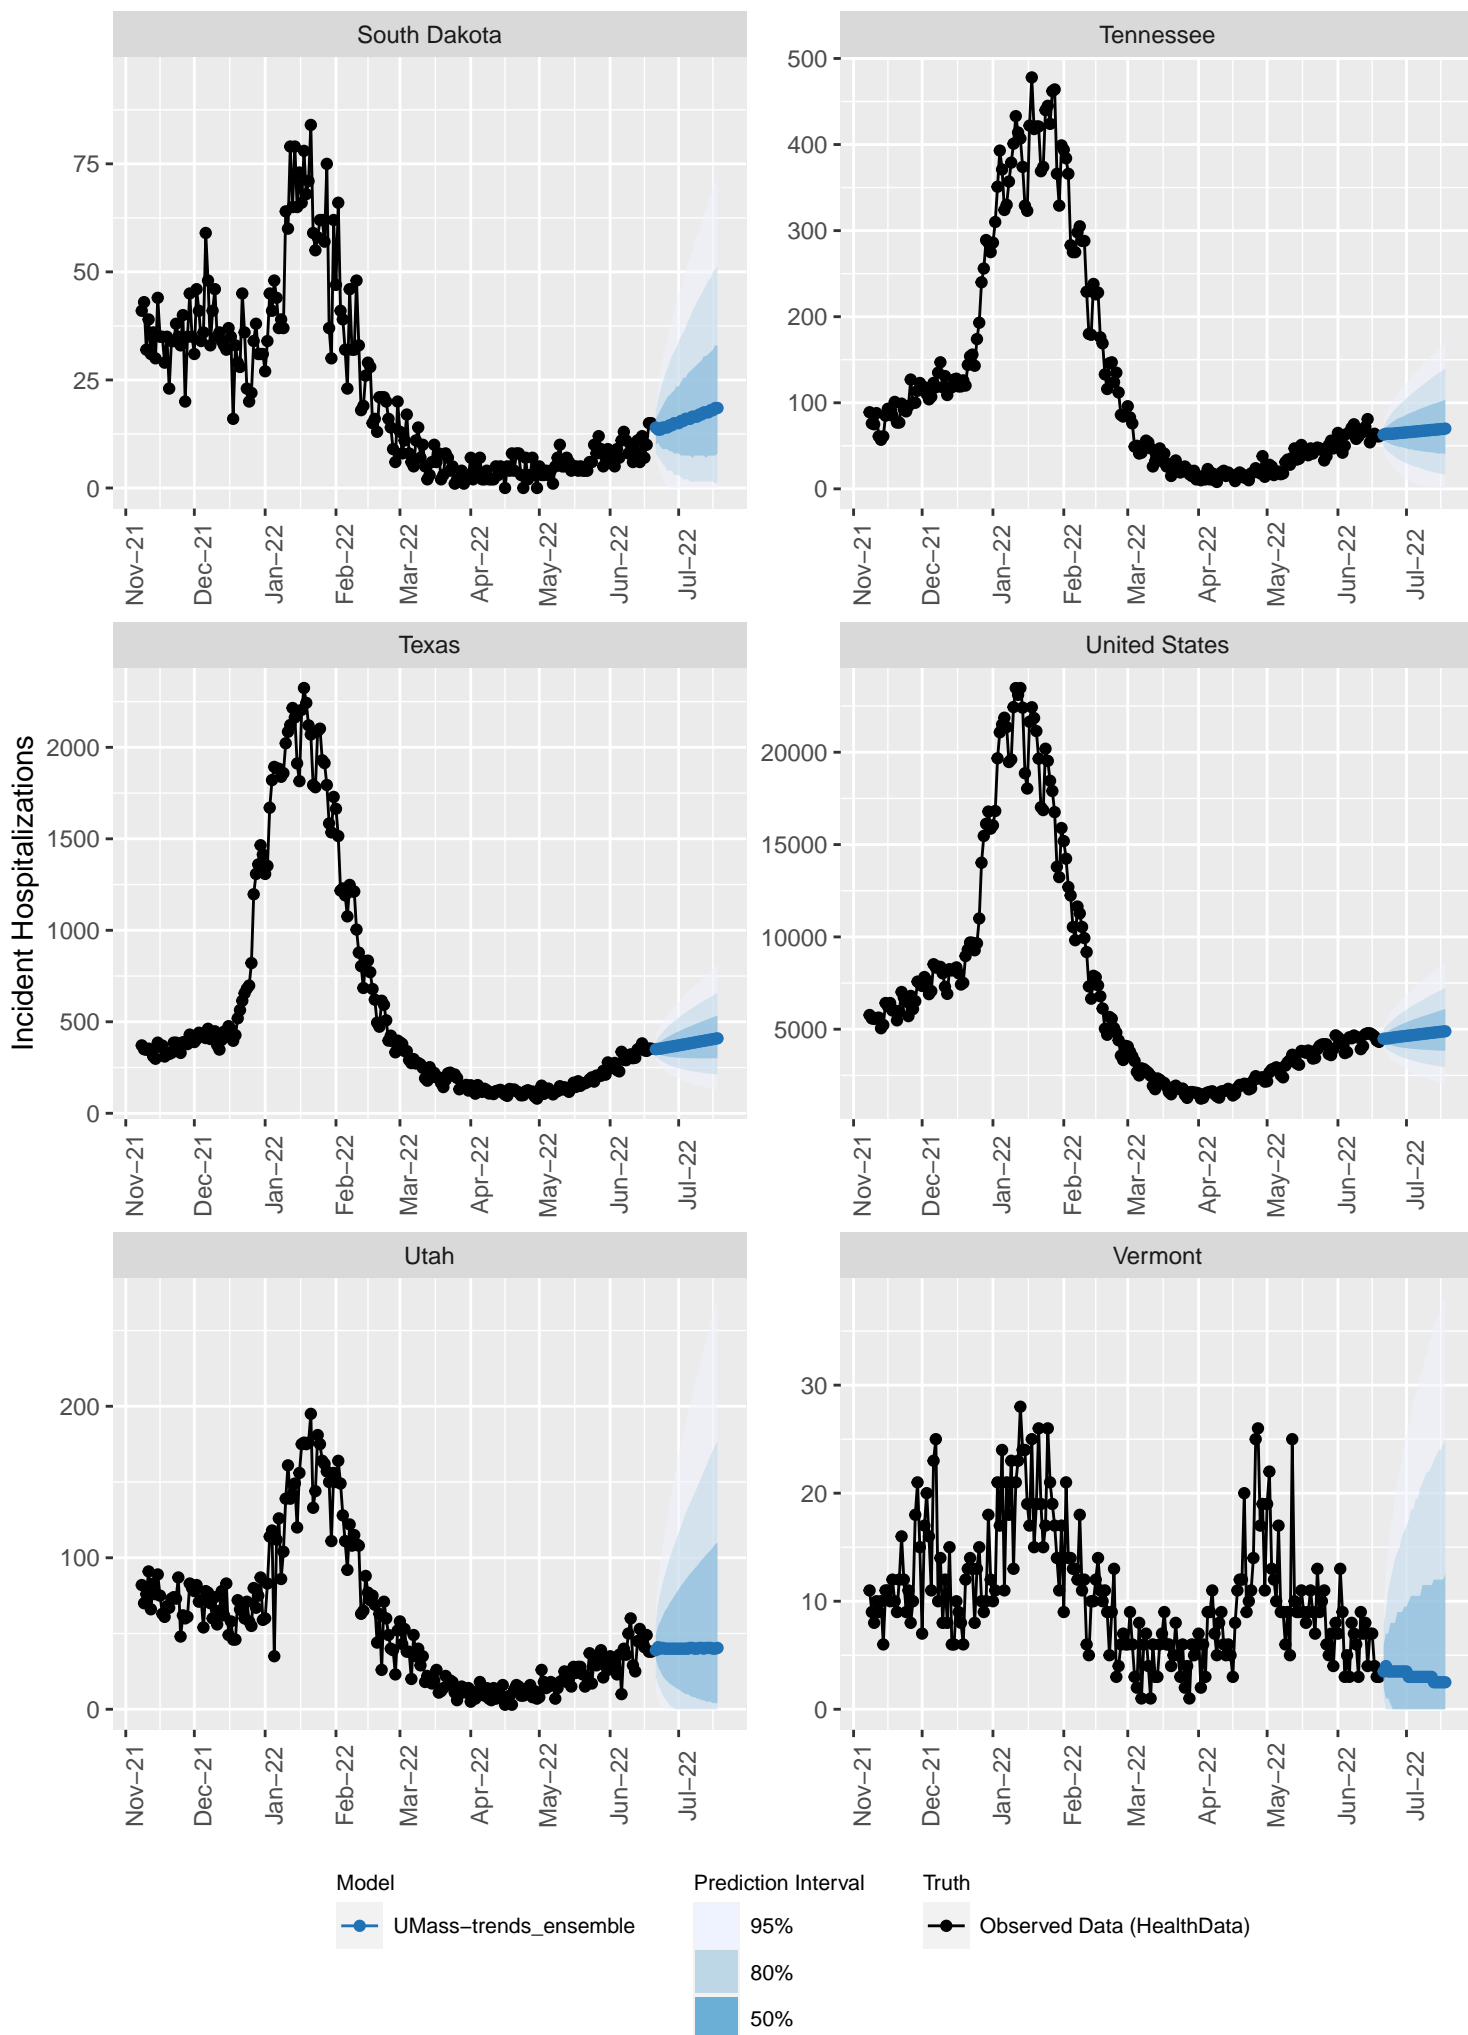 South Dakota
Tennessee
75
50
25
0
500
400
300
200
100
0
Nov−21
Dec−21
Jan−22
Feb−22
Mar−22
Apr−22
May−22
Jun−22
Jul−22
Nov−21
Dec−21
Jan−22
Feb−22
Mar−22
Apr−22
May−22
Jun−22
Jul−22
Incident Hospitalizations
Texas
United States
2000
1500
1000
500
0
20000
15000
10000
5000
Nov−21
Dec−21
Jan−22
Feb−22
Mar−22
Apr−22
May−22
Jun−22
Jul−22
Nov−21
Dec−21
Jan−22
Feb−22
Mar−22
Apr−22
May−22
Jun−22
Jul−22
Utah
Vermont
200
100
0
30
20
10
0
Nov−21
Dec−21
Jan−22
Feb−22
Mar−22
Apr−22
May−22
Jun−22
Jul−22
Nov−21
Dec−21
Jan−22
Feb−22
Mar−22
Apr−22
May−22
Jun−22
Jul−22
Model
UMass−trends_ensemble
Prediction Interval
95%
80%
50%
Truth
Observed Data (HealthData)